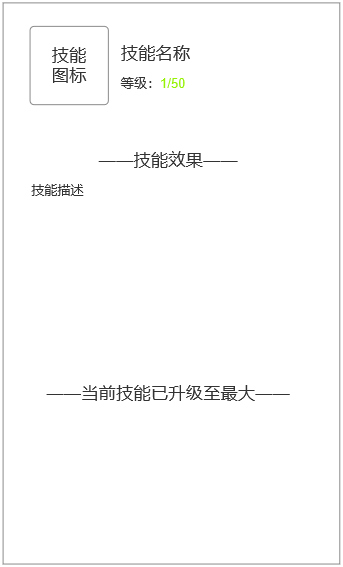 技能
图标
技能名称
等级：1/50
——技能效果——
技能描述
——当前技能已升级至最大——